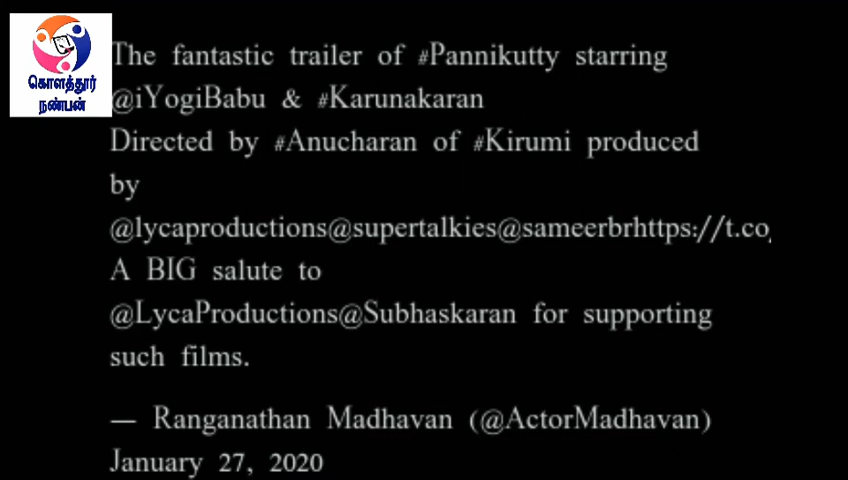 கொளத்தூர்
நண்பன்
The fantastic trailer of #Pannikutty starring
@iYogiBabu & #Karunakaran
Directed by #Anucharan of #Kirumi produced
by
@lycaproductions@supertalkies@sameerbrhttps://t.co/
A BIG salute to
@LycaProductions@Subhaskaran for supporting
such films.
— Ranganathan Madhavan (@ActorMadhavan)
January 27, 2020